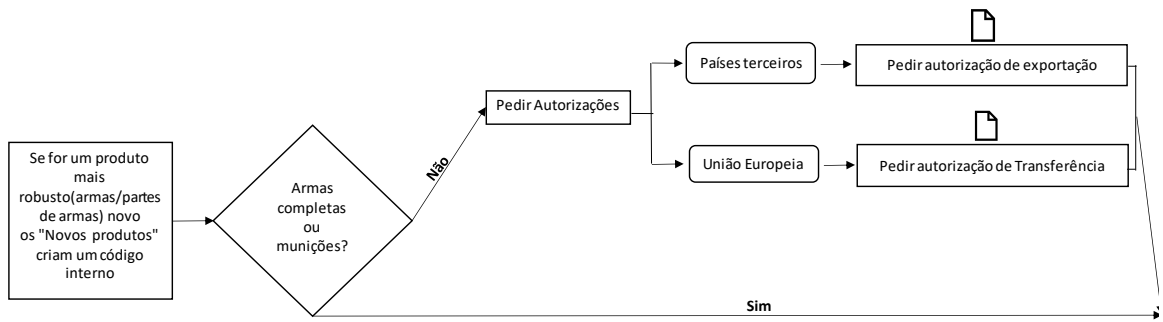 Se for um produto
mais
robusto(armas/partes
de armas) novo
os "Novos produtos"
criam um código
interno
Armas
completas
ou
munições?
Não
Pedir Autorizações
Países terceiros
Pedir autorização de exportação
União Europeia
Pedir autorização de Transferência
Sim